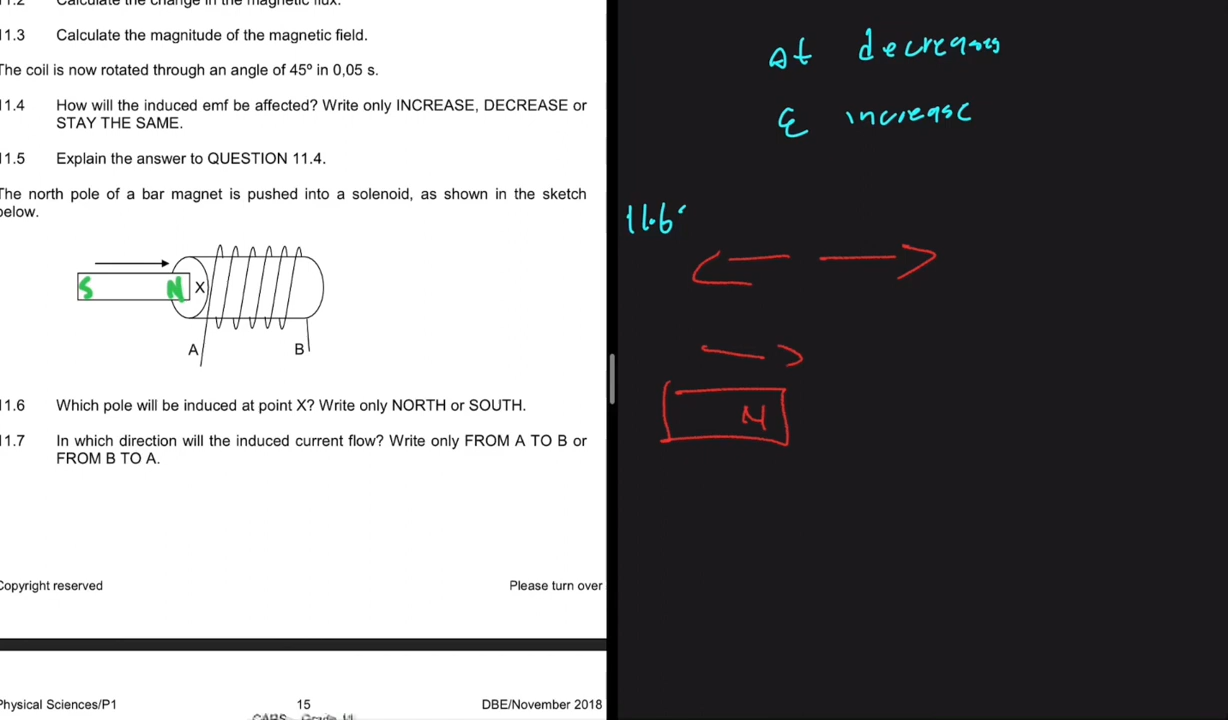 11.2 Calculate the change in the magnetic flux.
11.3 Calculate the magnitude of the magnetic field.
The coil is now rotated through an angle of 45º in 0,05 s.
11.4 How will the induced emf be affected? Write only INCREASE, DECREASE or
STAY THE SAME.
11.5 Explain the answer to QUESTION 11.4.
The north pole of a bar magnet is pushed into a solenoid, as shown in the sketch
below.
S N X
A B
11.6 Which pole will be induced at point X? Write only NORTH or SOUTH.
11.7 In which direction will the induced current flow? Write only FROM A TO B or
FROM B TO A.
Copyright reserved Please turn over
Physical Sciences/P1 15 DBE/November 2018
CAPS – Grade 11
Δt decreases
ε increase
11.6
N